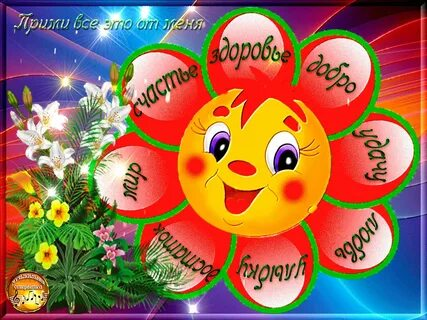 Прими все это от меня
счастье
здоровье
добро
удачу
любовь
улыбку
достаток
мир